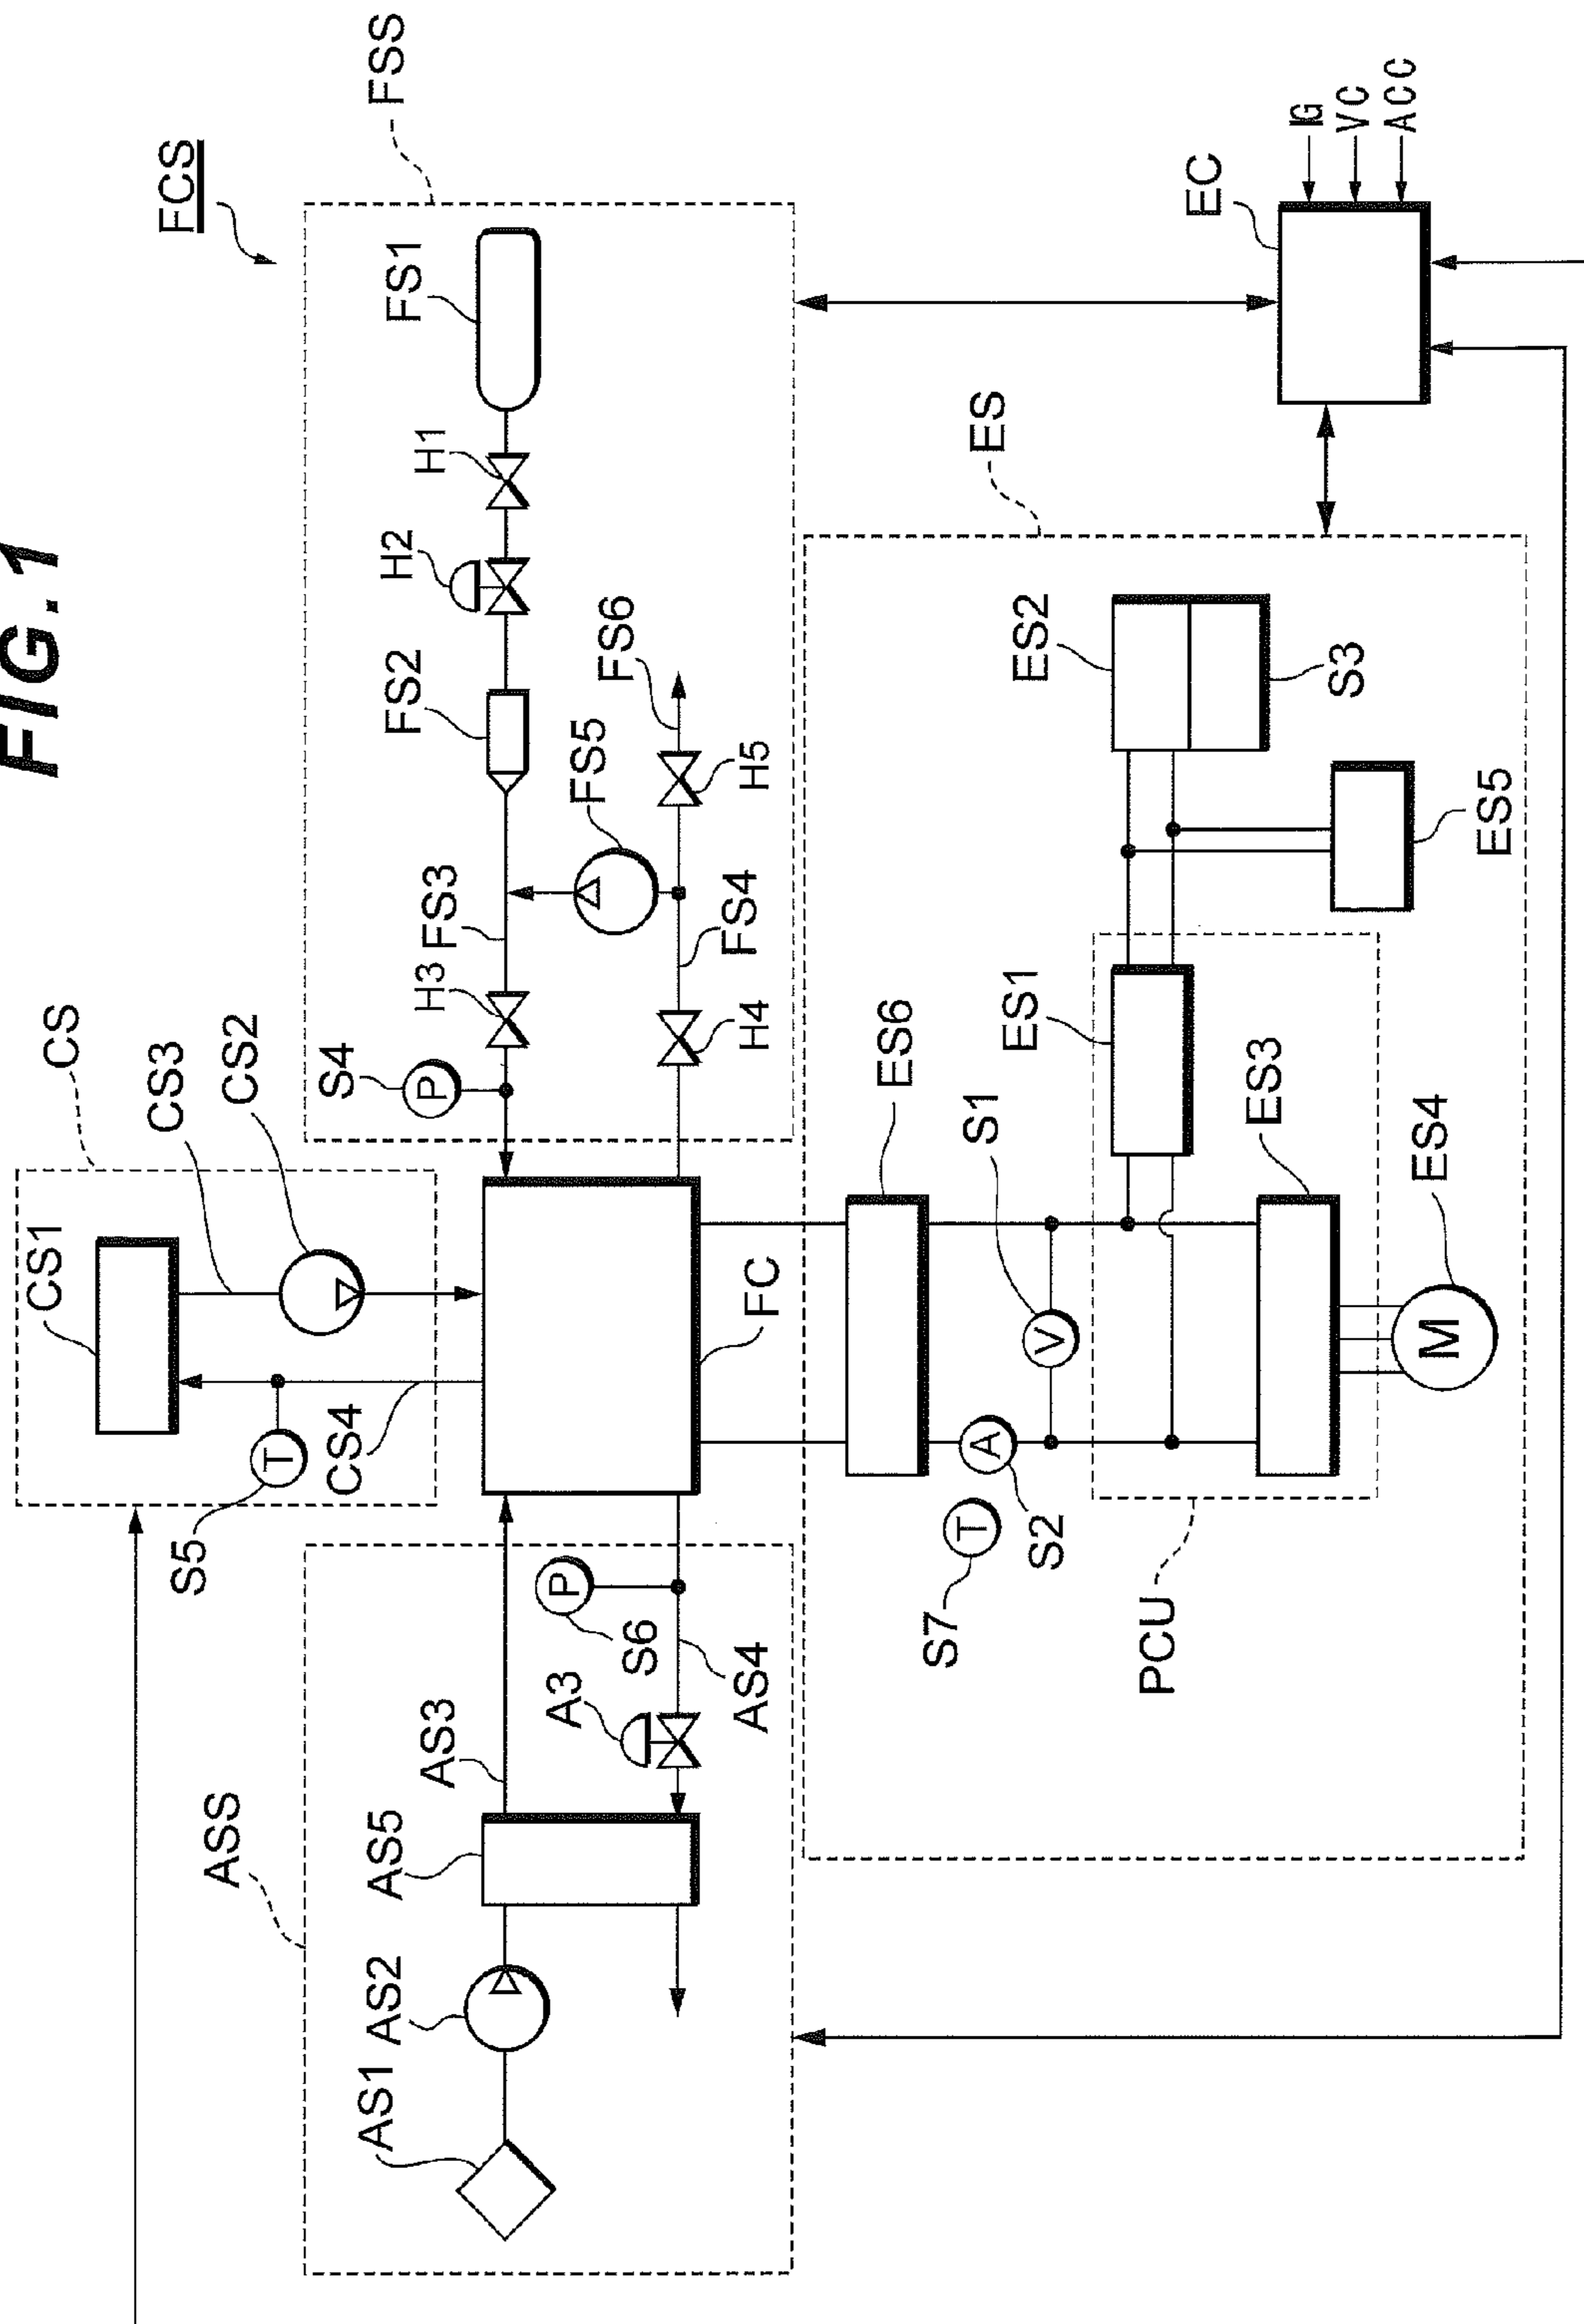 FIG.1
FCS
FSS
FS1
H1
H2
FS2
FS3
H3
S4
P
FS5
FS6
H5
FS4
H4
CS
CS3
CS2
CS1
CS4
T
S5
FC
ASS
AS1
AS2
AS5
AS3
A3
AS4
S6
P
ES
ES6
S1
V
A
S2
T
S7
PCU
ES1
ES2
S3
ES5
ES3
ES4
M
EC
IG
VC
ACC